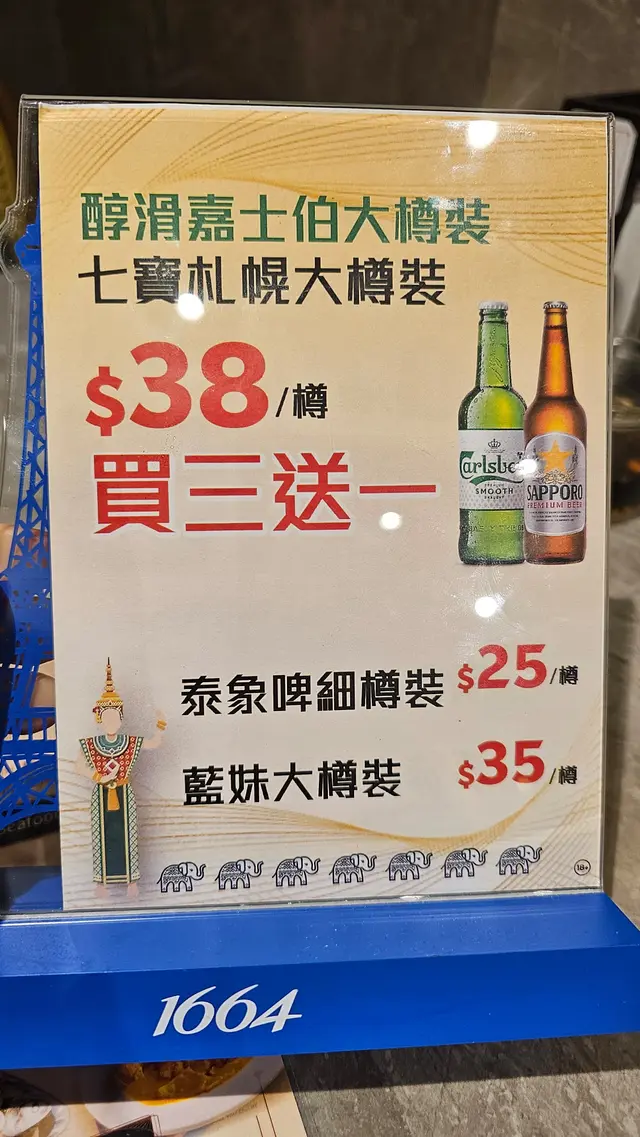 醇滑嘉士伯大樽裝
七寶札幌大樽裝
$38/樽
買三送一
Carlsbe
SMOOTH
SAPPORO
PREMIUM BEER
泰象啤細樽裝 $25/樽
藍妹大樽裝 $35/樽
18+
1664